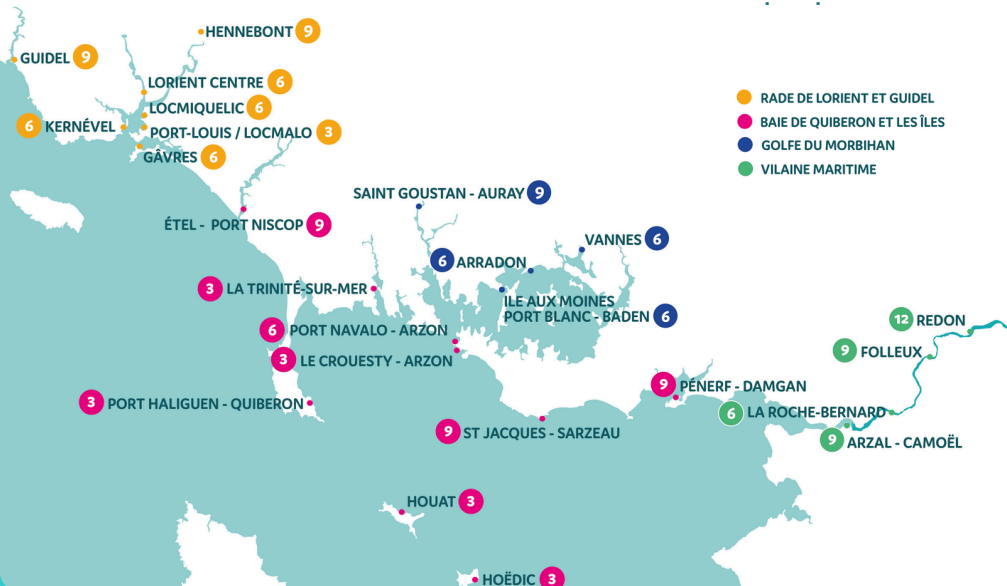 HENNEBONT 9
GUIDEL 9
LORIENT CENTRE 6
LOCMIQUELIC 6
6 KERNÉVEL
PORT-LOUIS / LOCMALO 3
GÂVRES 6
RADE DE LORIENT ET GUIDEL
BAIE DE QUIBERON ET LES ÎLES
GOLFE DU MORBIHAN
VILAINE MARITIME
SAINT GOUSTAN - AURAY 9
ÉTEL - PORT NISCOP 9
VANNES 6
6 ARRADON
3 LA TRINITÉ-SUR-MER
ILE AUX MOINES
PORT BLANC - BADEN 6
12 REDON
6 PORT NAVALO - ARZON
9 FOLLEUX
3 LE CROUESTY - ARZON
9 PÉNERF - DAMGAN
3 PORT HALIGUEN - QUIBERON
6 LA ROCHE-BERNARD
9 ST JACQUES - SARZEAU
9 ARZAL - CAMOËL
HOUAT 3
HOËDIC 3